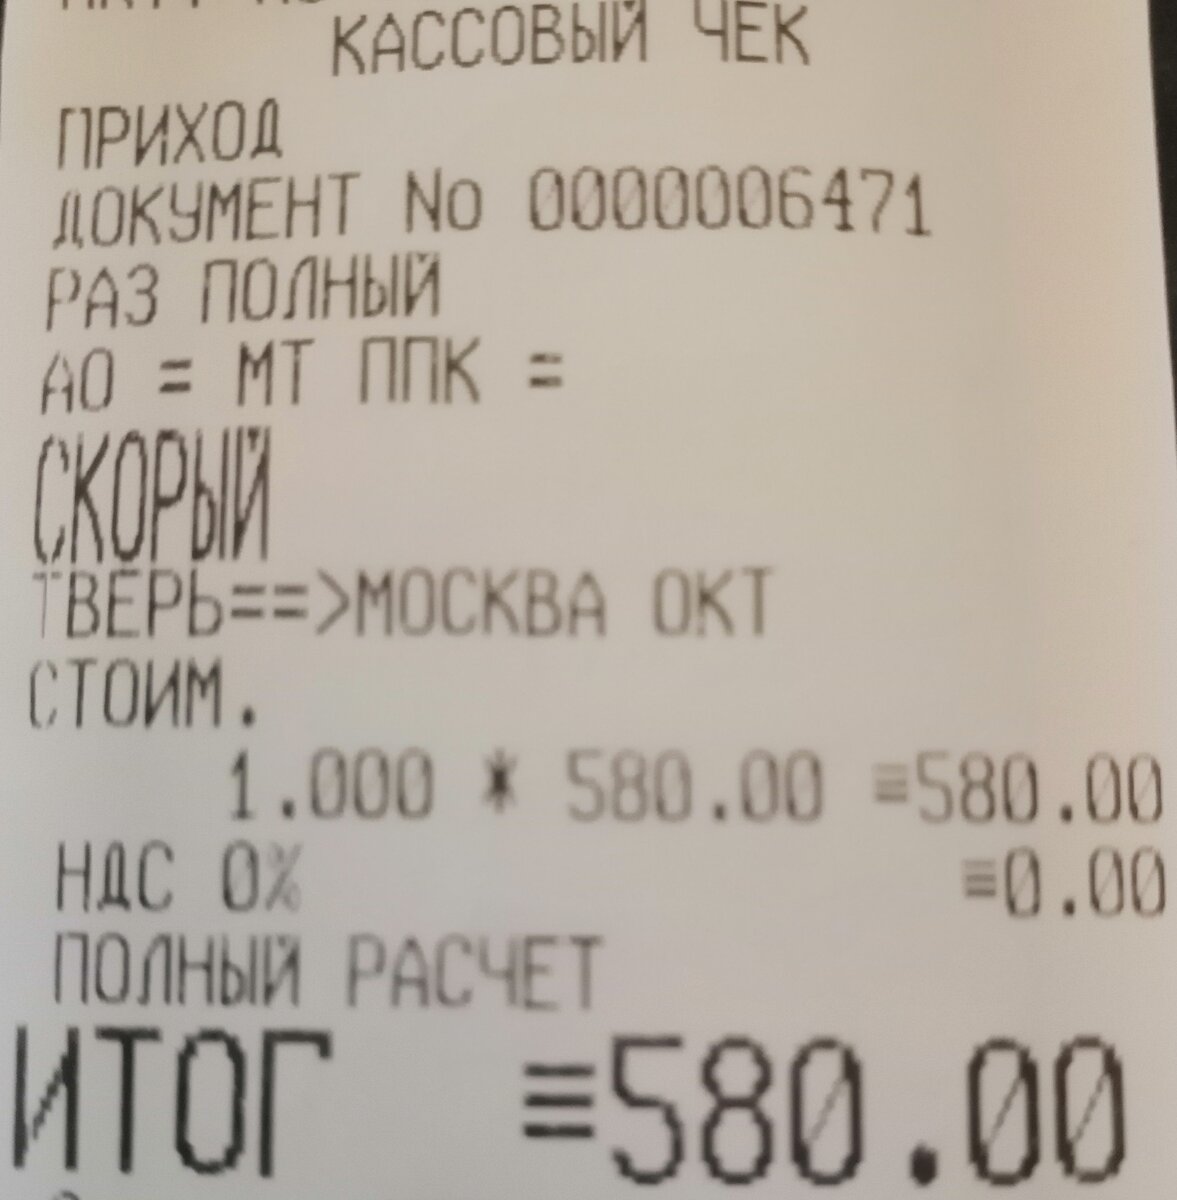 КАССОВЫЙ ЧЕК
ПРИХОД
ДОКУМЕНТ No 0000006471
РАЗ ПОЛНЫЙ
АО = МТ ППК =
СКОРЫЙ
ТВЕРЬ==>МОСКВА ОКТ
СТОИМ.
1.000 * 580.00 ≡580.00
НДС 0% ≡0.00
ПОЛНЫЙ РАСЧЕТ
ИТОГ ≡580.00